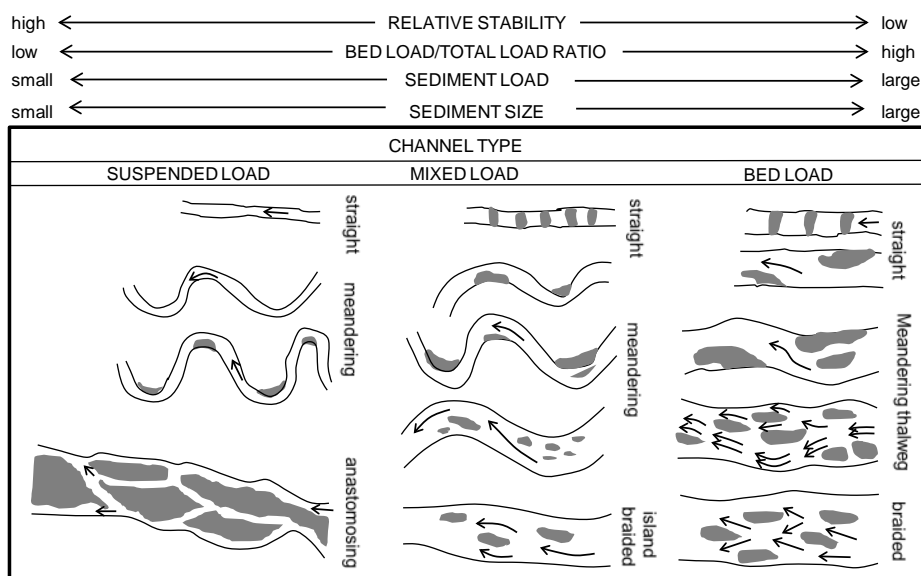 high RELATIVE STABILITY low
low BED LOAD/TOTAL LOAD RATIO high
small SEDIMENT LOAD large
small SEDIMENT SIZE large
CHANNEL TYPE
SUSPENDED LOAD MIXED LOAD BED LOAD
straight
meandering
anastomosing
straight
meandering
island
braided
straight
Meandering thalweg
braided